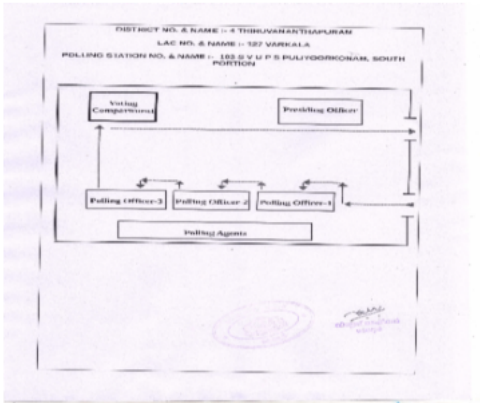 DISTRICT NO. & NAME :- 4 THIRUVANANTHAPURAM
LAC NO. & NAME :- 127 VARKALA
POLLING STATION NO. & NAME :- 163 S V U P S PULIYOORKONAM, SOUTH
PORTION
Voting
Compartment
Presiding Officer
Polling Officer-3
Polling Officer 2
Polling Officer-1
Polling Agents